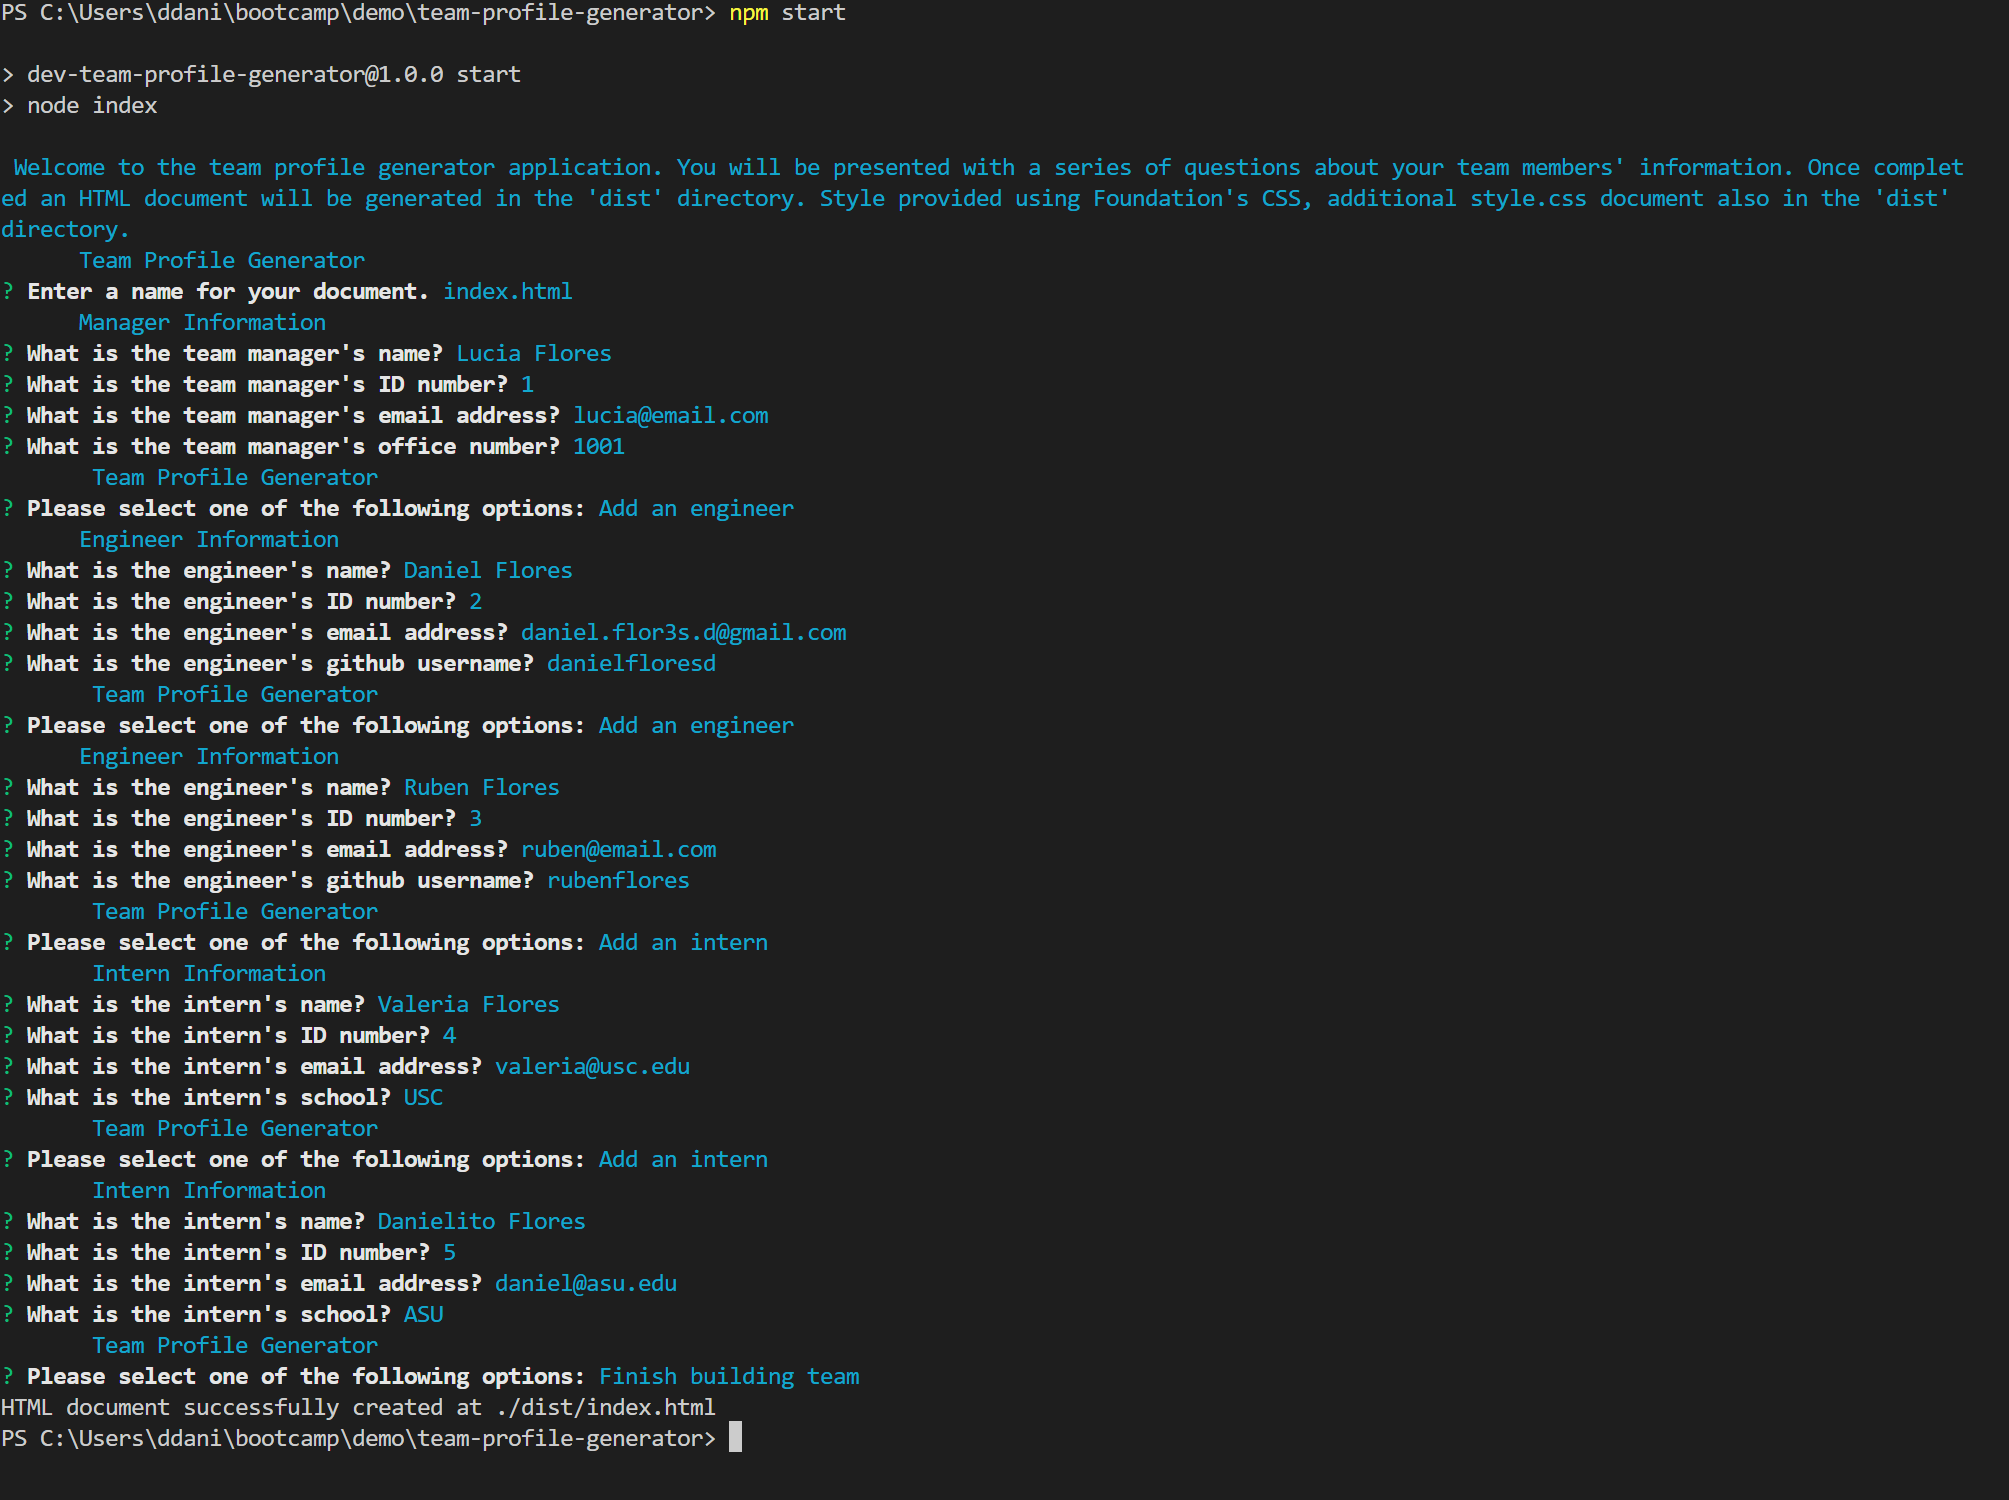 PS C:\Users\ddani\bootcamp\demo\team-profile-generator> npm start
> dev-team-profile-generator@1.0.0 start
> node index
Welcome to the team profile generator application. You will be presented with a series of questions about your team members' information. Once complet
ed an HTML document will be generated in the 'dist' directory. Style provided using Foundation's CSS, additional style.css document also in the 'dist'
directory.
Team Profile Generator
? Enter a name for your document. index.html
Manager Information
? What is the team manager's name? Lucia Flores
? What is the team manager's ID number? 1
? What is the team manager's email address? lucia@email.com
? What is the team manager's office number? 1001
Team Profile Generator
? Please select one of the following options: Add an engineer
Engineer Information
? What is the engineer's name? Daniel Flores
? What is the engineer's ID number? 2
? What is the engineer's email address? daniel.flor3s.d@gmail.com
? What is the engineer's github username? danielfloresd
Team Profile Generator
? Please select one of the following options: Add an engineer
Engineer Information
? What is the engineer's name? Ruben Flores
? What is the engineer's ID number? 3
? What is the engineer's email address? ruben@email.com
? What is the engineer's github username? rubenflores
Team Profile Generator
? Please select one of the following options: Add an intern
Intern Information
? What is the intern's name? Valeria Flores
? What is the intern's ID number? 4
? What is the intern's email address? valeria@usc.edu
? What is the intern's school? USC
Team Profile Generator
? Please select one of the following options: Add an intern
Intern Information
? What is the intern's name? Danielito Flores
? What is the intern's ID number? 5
? What is the intern's email address? daniel@asu.edu
? What is the intern's school? ASU
Team Profile Generator
? Please select one of the following options: Finish building team
HTML document successfully created at ./dist/index.html
PS C:\Users\ddani\bootcamp\demo\team-profile-generator>